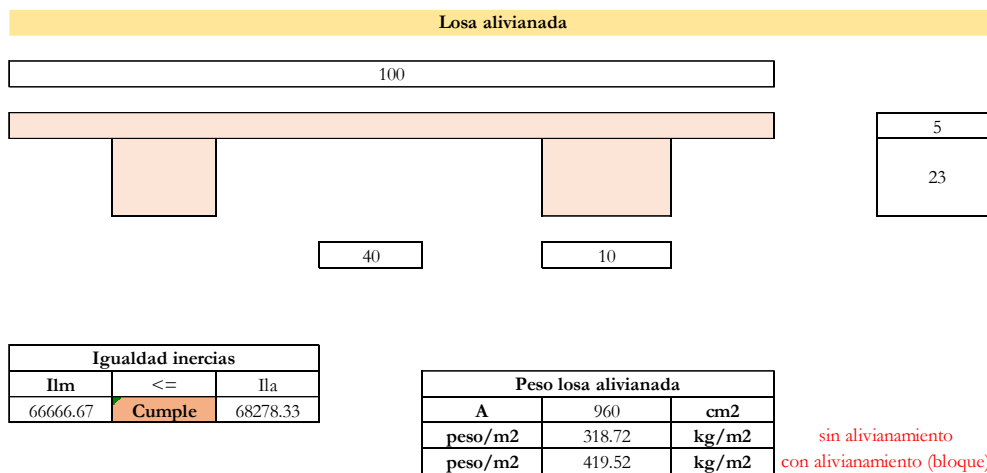 Losa alivianada
100
5
23
40 10
Igualdad inercias
Ilm <= Ila
66666.67 Cumple 68278.33
Peso losa alivianada
A 960 cm2
peso/m2 318.72 kg/m2 sin alivianamiento
peso/m2 419.52 kg/m2 con alivianamiento (bloque)